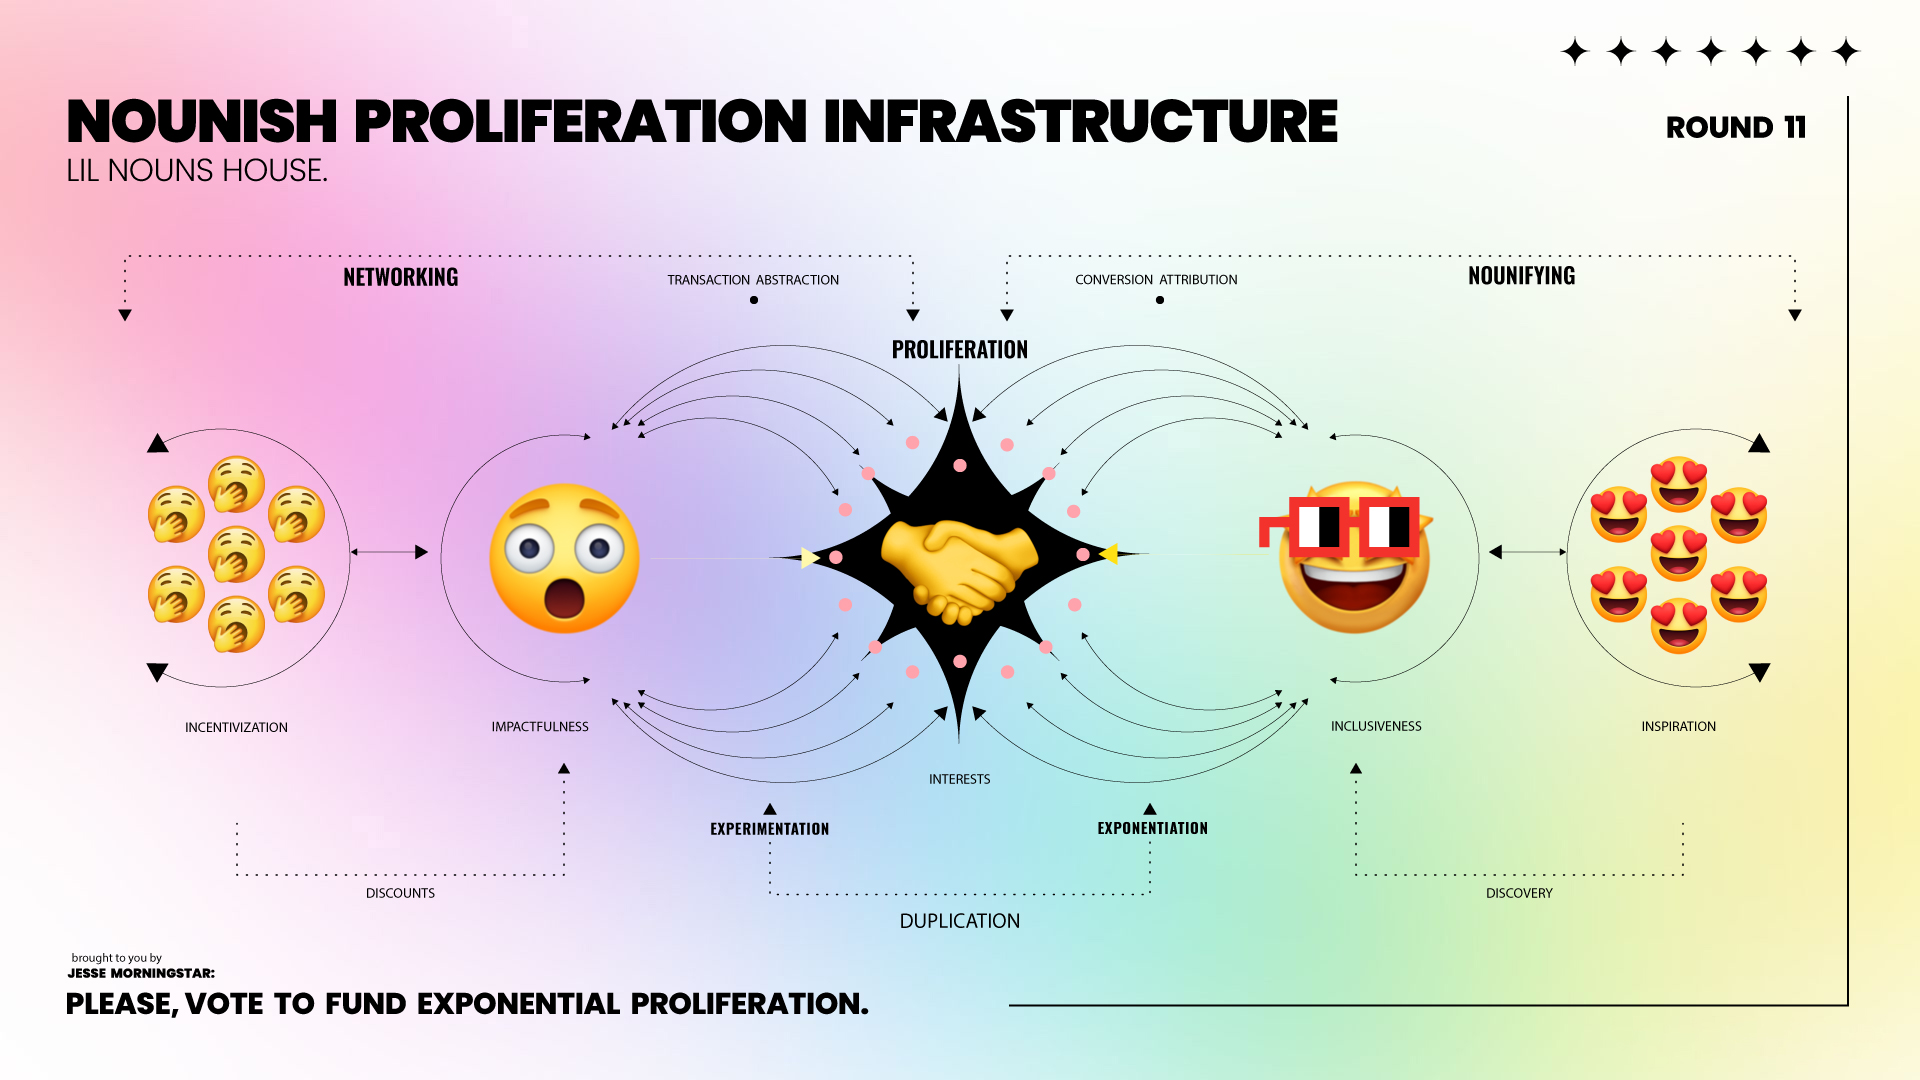 NOUNISH PROLIFERATION INFRASTRUCTURE
ROUND 11
LIL NOUNS HOUSE.
NETWORKING
TRANSACTION ABSTRACTION
CONVERSION ATTRIBUTION
NOUNIFYING
PROLIFERATION
INCENTIVIZATION
IMPACTFULNESS
INCLUSIVENESS
INSPIRATION
INTERESTS
EXPERIMENTATION
EXPONENTIATION
DISCOUNTS
DISCOVERY
DUPLICATION
brought to you by
JESSE MORNINGSTAR:
PLEASE, VOTE TO FUND EXPONENTIAL PROLIFERATION.